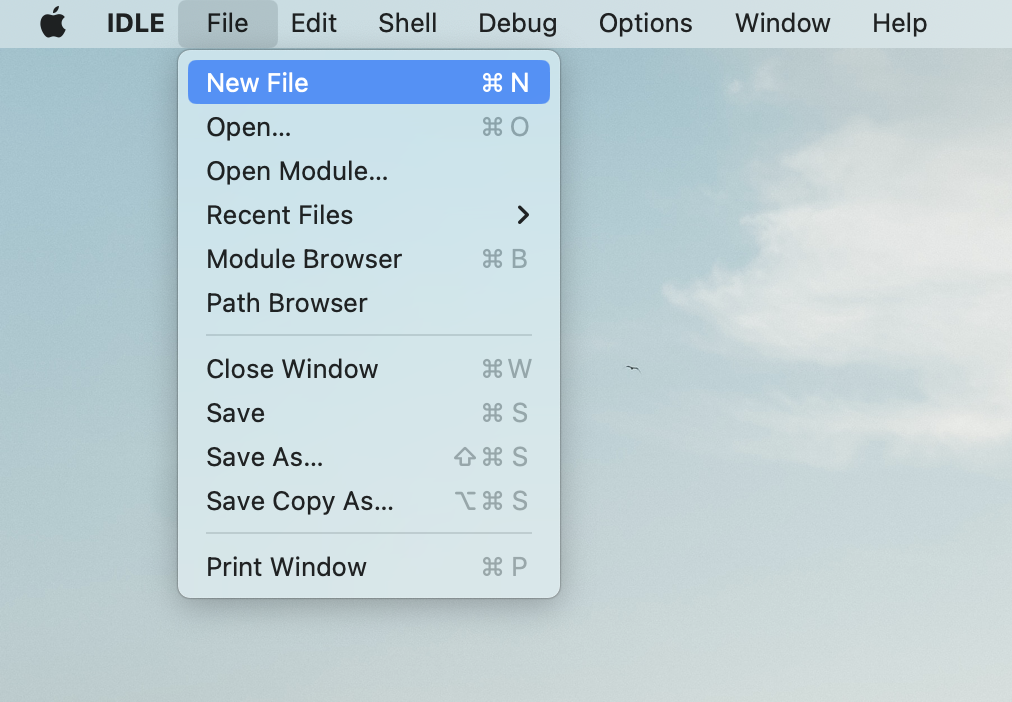 IDLE File Edit Shell Debug Options Window Help
New File ⌘ N
Open... ⌘ O
Open Module...
Recent Files
Module Browser ⌘ B
Path Browser
Close Window ⌘ W
Save ⌘ S
Save As... ⇧ ⌘ S
Save Copy As... ⌥ ⌘ S
Print Window ⌘ P